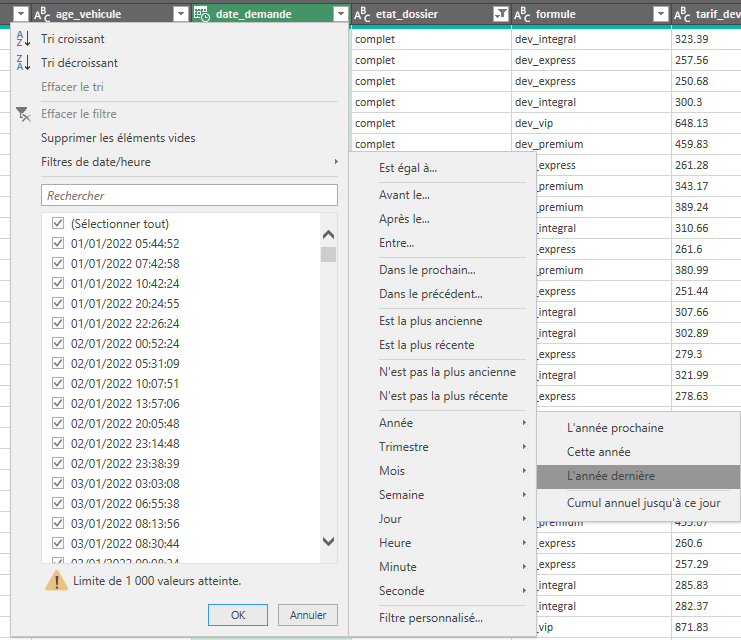 age_vehicule date_demande etat_dossier formule tarif_dev
Tri croissant
Tri décroissant
Effacer le tri
Effacer le filtre
Supprimer les éléments vides
Filtres de date/heure
Rechercher
(Sélectionner tout)
01/01/2022 05:44:52
01/01/2022 07:42:58
01/01/2022 10:42:24
01/01/2022 20:24:55
01/01/2022 22:26:24
02/01/2022 00:52:24
02/01/2022 05:31:09
02/01/2022 10:07:51
02/01/2022 13:57:06
02/01/2022 20:05:48
02/01/2022 23:14:48
02/01/2022 23:38:39
03/01/2022 03:03:08
03/01/2022 06:55:38
03/01/2022 08:13:56
03/01/2022 08:30:44
03/01/2022 09:08:24
Limite de 1 000 valeurs atteinte.
OK
Annuler
complet dev_integral 323.39
complet dev_express 257.56
complet dev_express 250.68
complet dev_integral 300.3
complet dev_vip 648.13
complet dev_premium 459.83
_express 261.28
_premium 343.17
_premium 389.24
_integral 310.66
_express 261.6
_premium 380.99
_express 251.44
_integral 307.66
_integral 302.89
_express 279.3
_integral 321.99
_express 278.63
Est égal à...
Avant le...
Après le...
Entre...
Dans le prochain...
Dans le précédent...
Est la plus ancienne
Est la plus récente
N'est pas la plus ancienne
N'est pas la plus récente
Année
Trimestre
Mois
Semaine
Jour
Heure
Minute
Seconde
Filtre personnalisé...
L'année prochaine
Cette année
L'année dernière
Cumul annuel jusqu'à ce jour
_premium 455.67
_express 260.6
_express 257.29
_integral 285.83
_integral 282.37
_vip 871.83